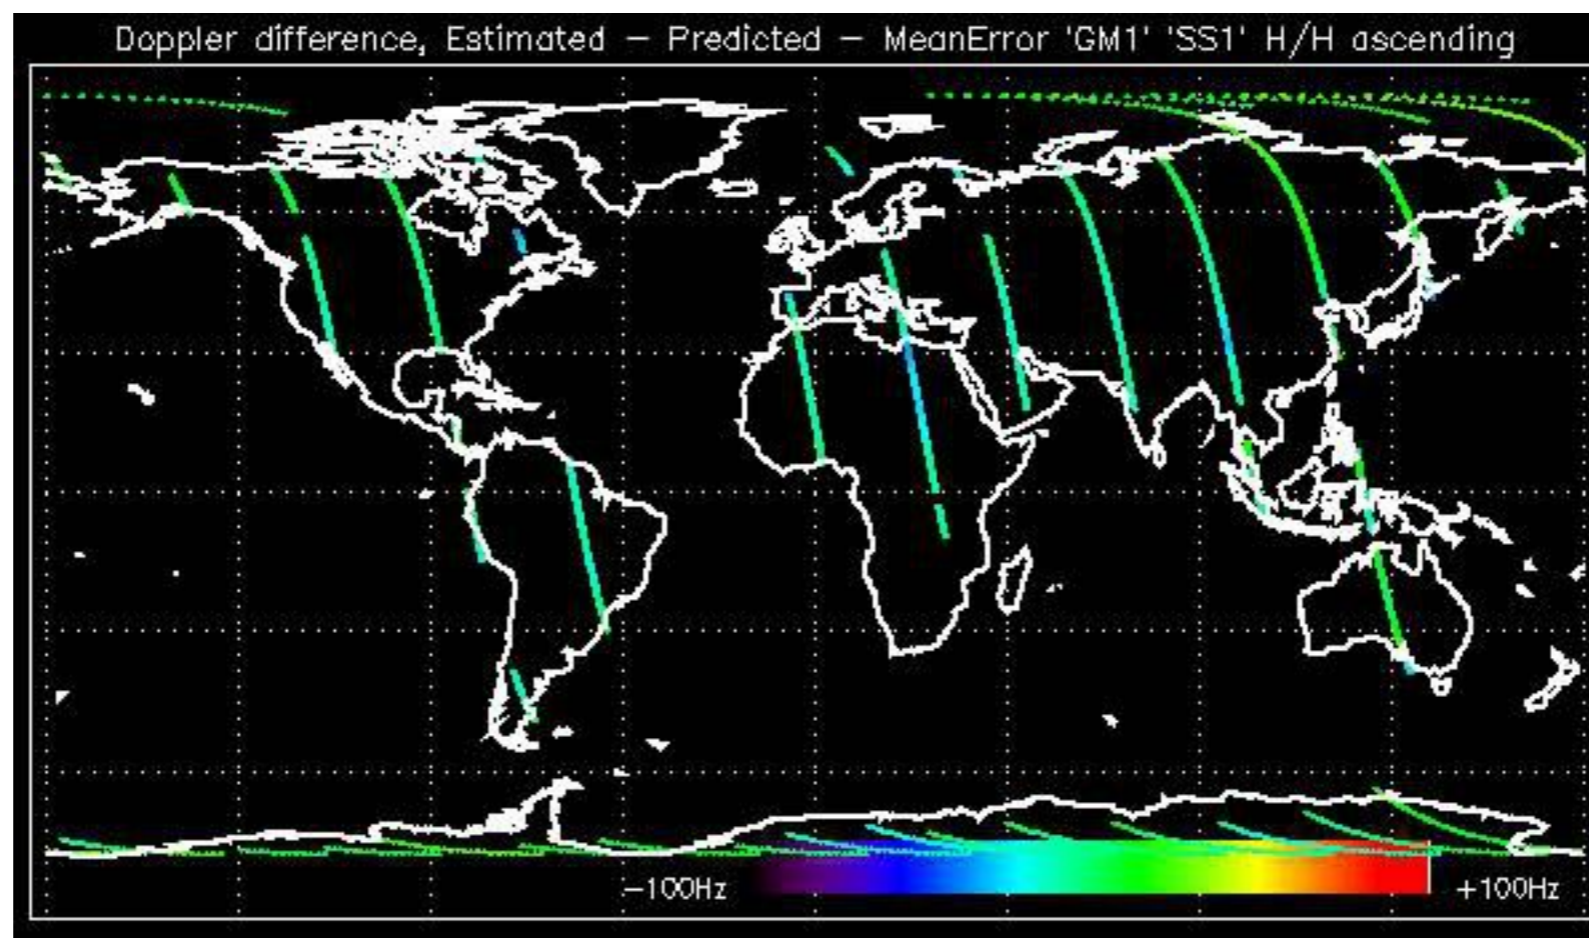 Doppler difference, Estimated − Predicted − MeanError 'GM1' 'SS1' H/H ascending
−100Hz
+100Hz